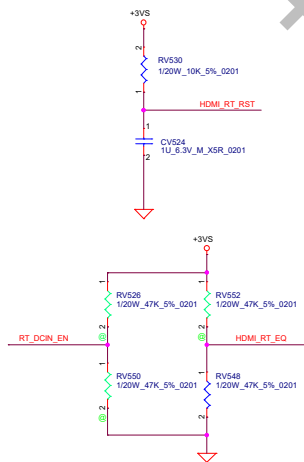 +3VS
2
RV530
1/20W_10K_5%_0201
1
HDMI_RT_RST
1
CV524
1U_6.3V_M_X5R_0201
2
+3VS
1
RV526
1/20W_47K_5%_0201
2
@
1
RV552
1/20W_47K_5%_0201
2
@
RT_DCIN_EN
HDMI_RT_EQ
1
RV550
1/20W_47K_5%_0201
2
@
1
RV548
1/20W_47K_5%_0201
2